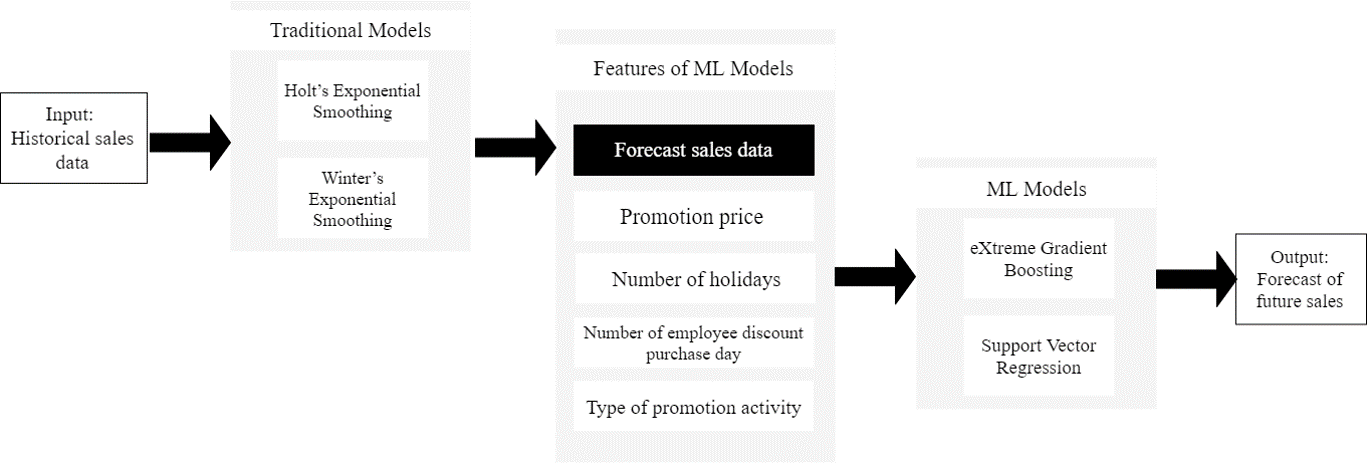 Input:
Historical sales
data
Traditional Models
Holt's Exponential
Smoothing
Winter's
Exponential
Smoothing
Features of ML Models
Forecast sales data
Promotion price
Number of holidays
Number of employee discount
purchase day
Type of promotion activity
ML Models
eXtreme Gradient
Boosting
Support Vector
Regression
Output:
Forecast of
future sales